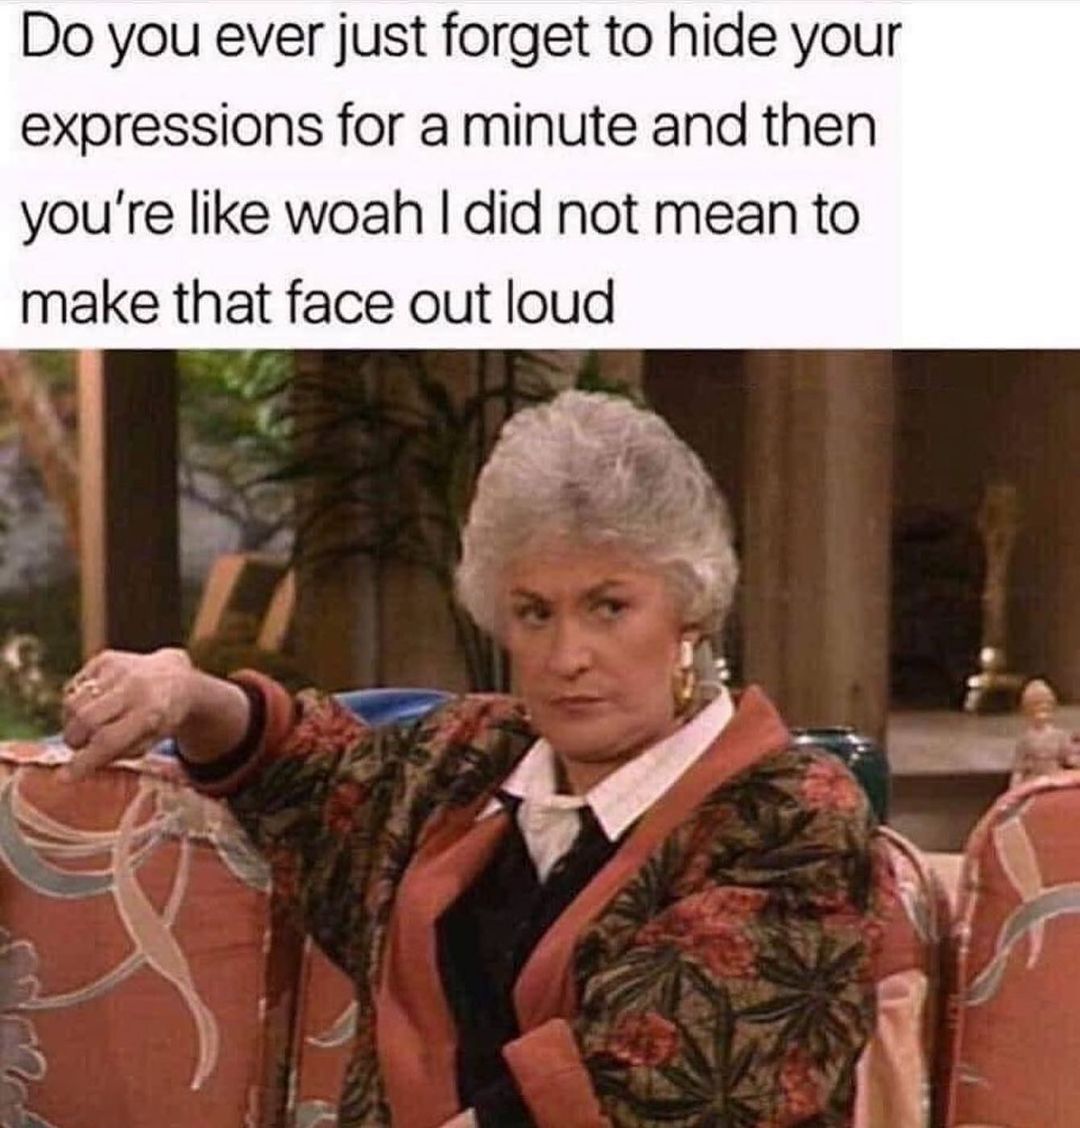 Do you ever just forget to hide your
expressions for a minute and then
you're like woah I did not mean to
make that face out loud